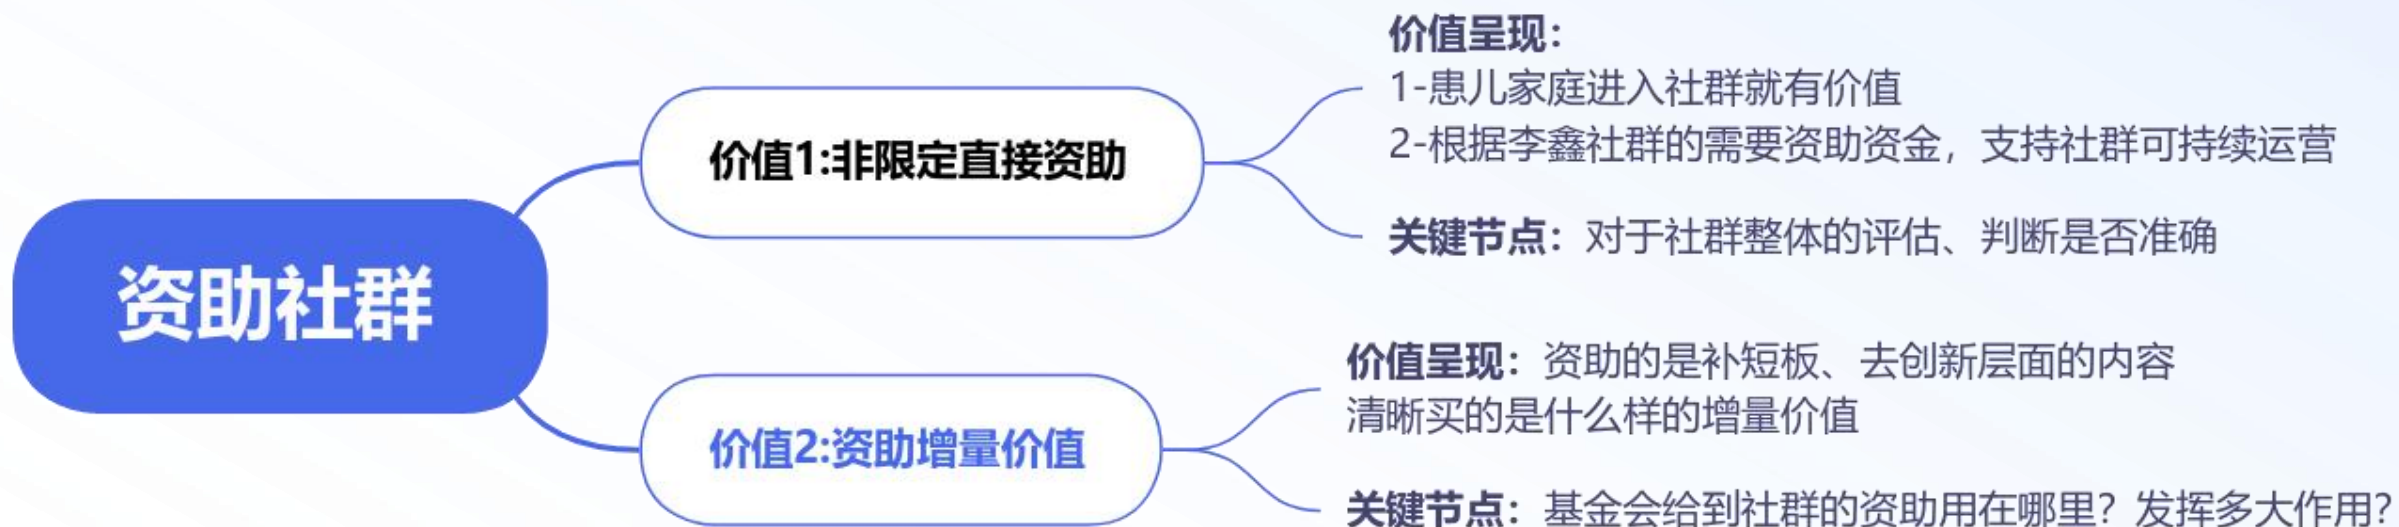 资助社群
价值1:非限定直接资助
价值呈现：
1-患儿家庭进入社群就有价值
2-根据李鑫社群的需要资助资金，支持社群可持续运营
关键节点：对于社群整体的评估、判断是否准确
价值2:资助增量价值
价值呈现：资助的是补短板、去创新层面的内容
清晰买的是什么样的增量价值
关键节点：基金会给到社群的资助用在哪里？发挥多大作用？